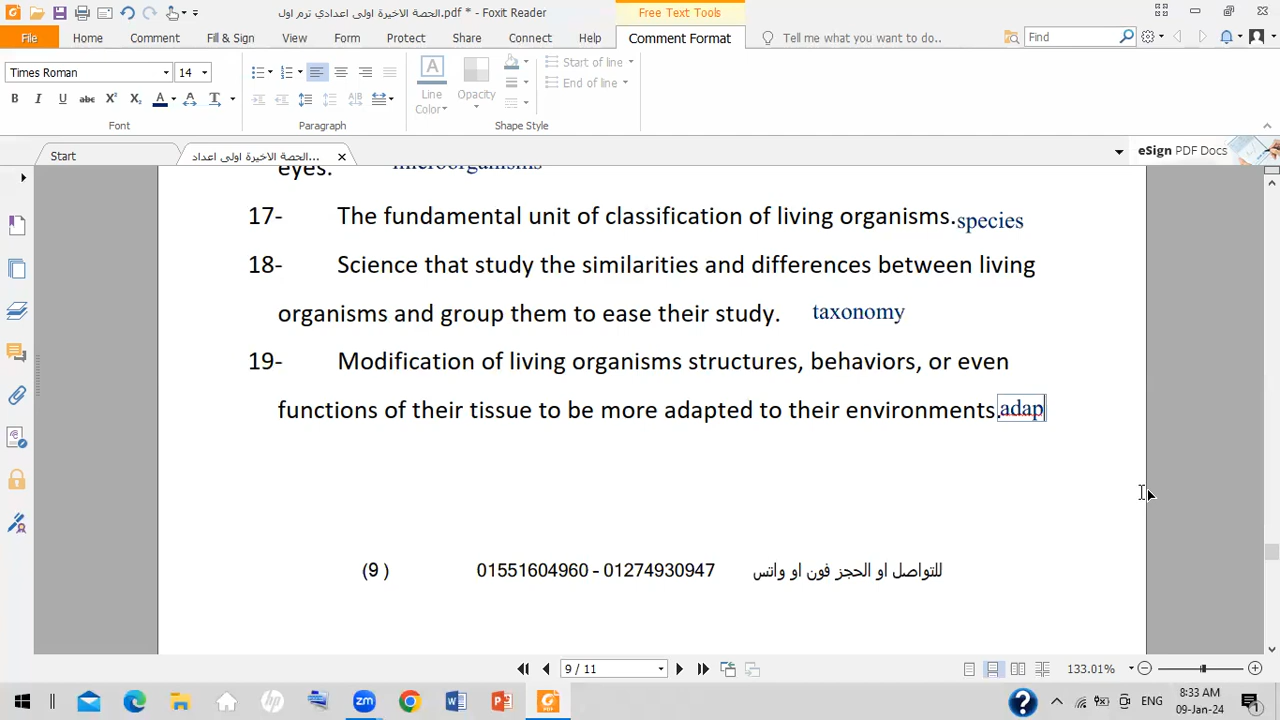 الحصة الاخيرة اولى اعدادي ترم اول.pdf * - Foxit Reader
Free Text Tools
File Home Comment Fill & Sign View Form Protect Share Connect Help Comment Format Tell me what you want to do.. Find
Times Roman 14
Start of line
Line Color Opacity
End of line
Font Paragraph Shape Style
Start
الحصة الاخيرة اولى اعداد...
eSign PDF Docs
eyes. microorganisms
17- The fundamental unit of classification of living organisms. species
18- Science that study the similarities and differences between living
organisms and group them to ease their study. taxonomy
19- Modification of living organisms structures, behaviors, or even
functions of their tissue to be more adapted to their environments. adap
(9 ) 01551604960 - 01274930947 للتواصل او الحجز فون او واتس
9 / 11 133.01%
ENG
8:33 AM
09-Jan-24